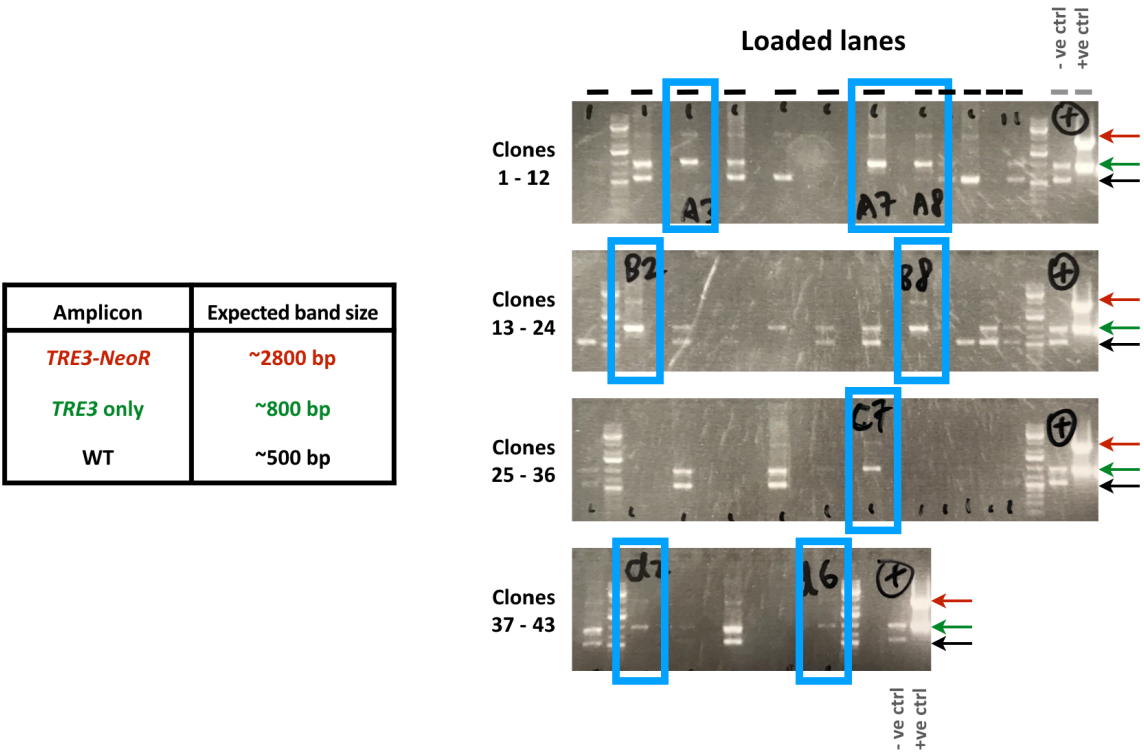 Loaded lanes
- ve ctrl
+ve ctrl
Clones
1 - 12
A3
A7 A8
+
B2
B8
+
Clones
13 - 24
Amplicon Expected band size
TRE3-NeoR ~2800 bp
TRE3 only ~800 bp
WT ~500 bp
C7
+
Clones
25 - 36
d2
d6
+
Clones
37 - 43
- ve ctrl
+ve ctrl